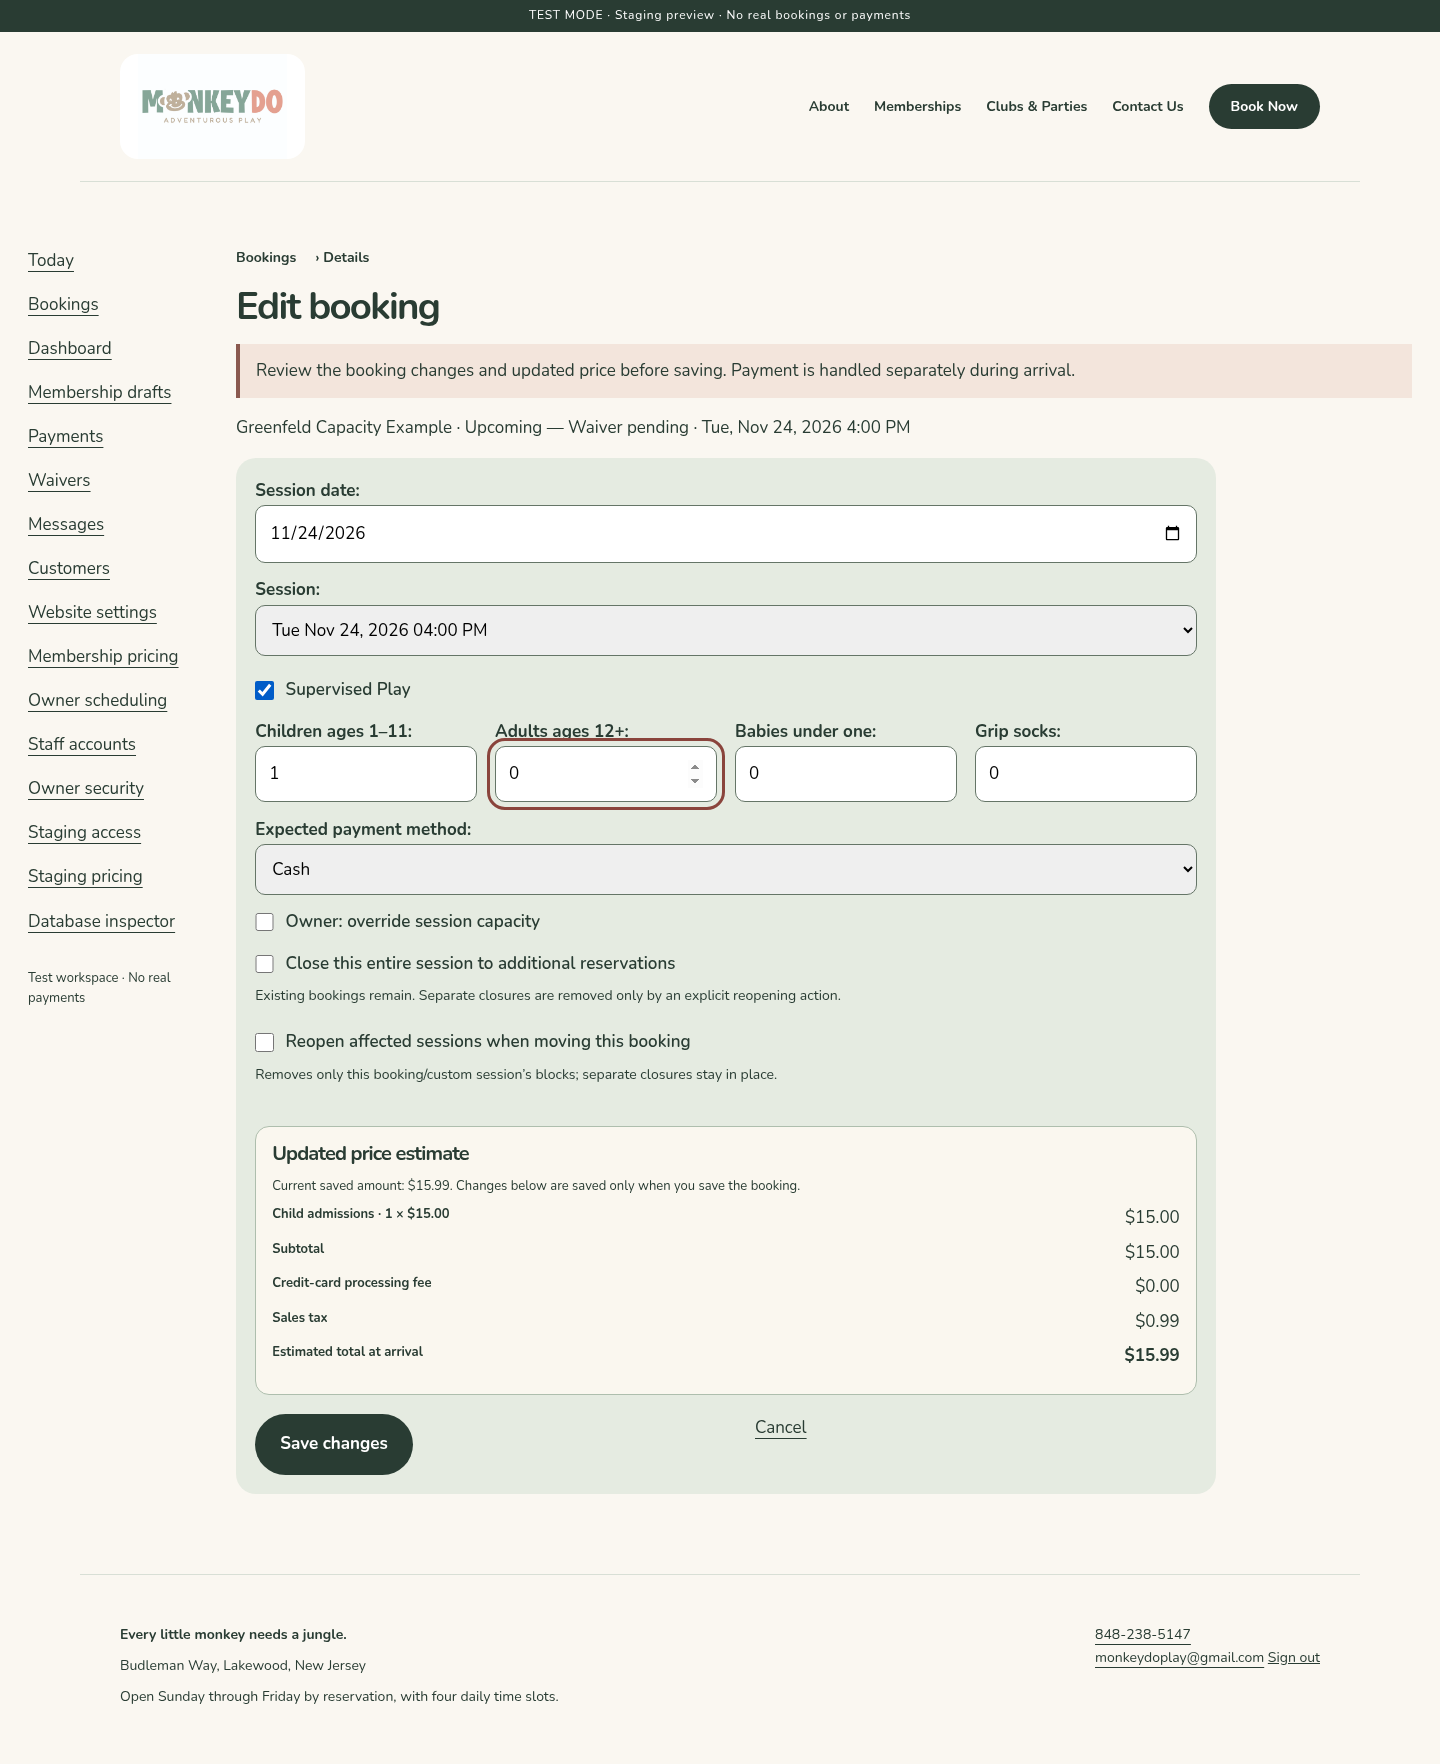 TEST MODE · Staging preview · No real bookings or payments
MONKEYDO
ADVENTUROUS PLAY
About
Memberships
Clubs & Parties
Contact Us
Book Now
Today
Bookings
Dashboard
Membership drafts
Payments
Waivers
Messages
Customers
Website settings
Membership pricing
Owner scheduling
Staff accounts
Owner security
Staging access
Staging pricing
Database inspector
Test workspace · No real
payments
Bookings › Details
Edit booking
Review the booking changes and updated price before saving. Payment is handled separately during arrival.
Greenfeld Capacity Example · Upcoming — Waiver pending · Tue, Nov 24, 2026 4:00 PM
Session date:
11/24/2026
Session:
Tue Nov 24, 2026 04:00 PM
Supervised Play
Children ages 1–11:
1
Adults ages 12+:
0
Babies under one:
0
Grip socks:
0
Expected payment method:
Cash
Owner: override session capacity
Close this entire session to additional reservations
Existing bookings remain. Separate closures are removed only by an explicit reopening action.
Reopen affected sessions when moving this booking
Removes only this booking/custom session’s blocks; separate closures stay in place.
Updated price estimate
Current saved amount: $15.99. Changes below are saved only when you save the booking.
Child admissions · 1 × $15.00 $15.00
Subtotal $15.00
Credit-card processing fee $0.00
Sales tax $0.99
Estimated total at arrival $15.99
Save changes
Cancel
Every little monkey needs a jungle.
Budleman Way, Lakewood, New Jersey
Open Sunday through Friday by reservation, with four daily time slots.
848-238-5147
monkeydoplay@gmail.com Sign out